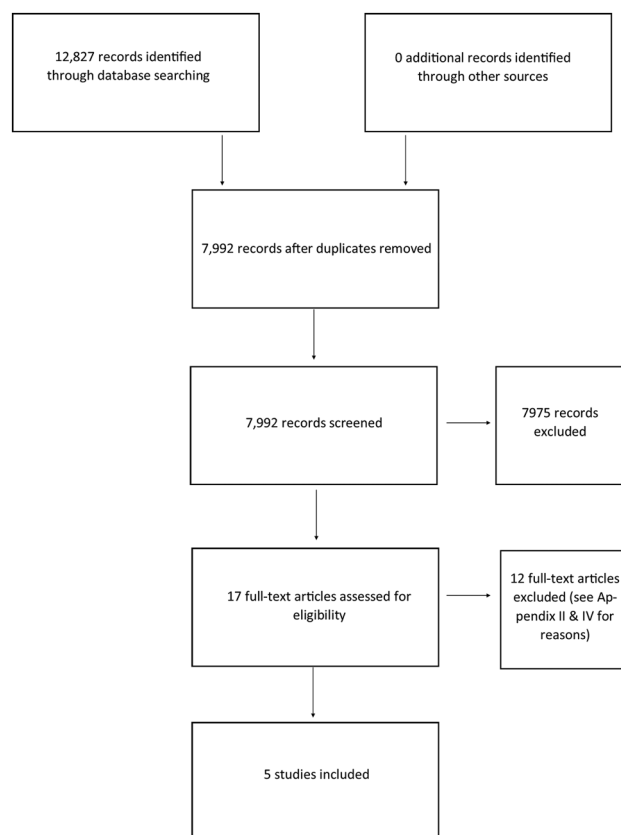 12,827 records identified
through database searching
0 additional records identified
through other sources
7,992 records after duplicates removed
7,992 records screened
7975 records
excluded
17 full-text articles assessed for
eligibility
12 full-text articles
excluded (see Ap-
pendix II & IV for
reasons)
5 studies included